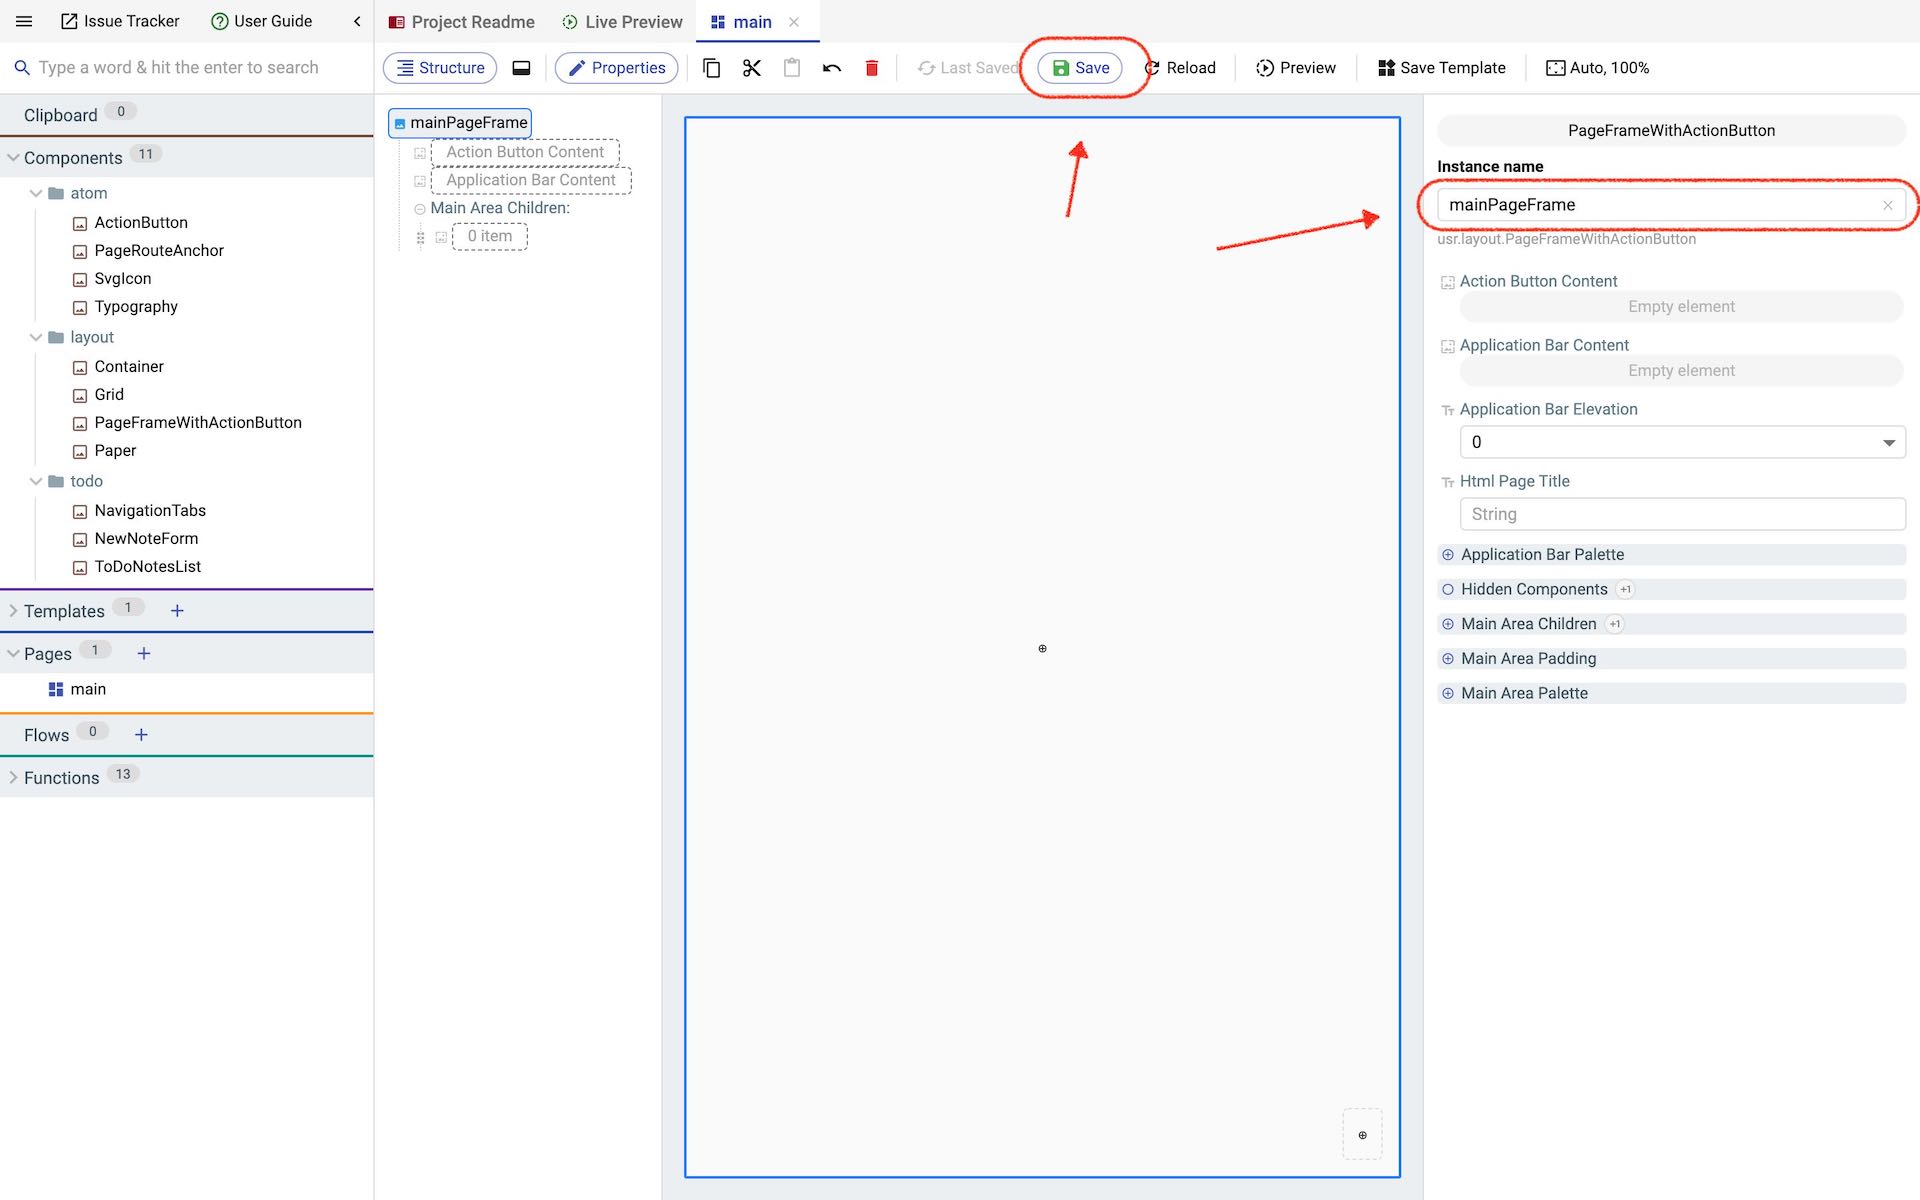 Issue Tracker User Guide
Project Readme Live Preview main
Type a word & hit the enter to search
Structure Properties Last Saved Save Reload Preview Save Template Auto, 100%
Clipboard 0
Components 11
atom
ActionButton
PageRouteAnchor
SvgIcon
Typography
layout
Container
Grid
PageFrameWithActionButton
Paper
todo
NavigationTabs
NewNoteForm
ToDoNotesList
Templates 1
Pages 1
main
Flows 0
Functions 13
mainPageFrame
Action Button Content
Application Bar Content
Main Area Children:
0 item
PageFrameWithActionButton
Instance name
mainPageFrame
usr.layout.PageFrameWithActionButton
Action Button Content
Empty element
Application Bar Content
Empty element
Tт Application Bar Elevation
0
Tт Html Page Title
String
Application Bar Palette
Hidden Components +1
Main Area Children +1
Main Area Padding
Main Area Palette